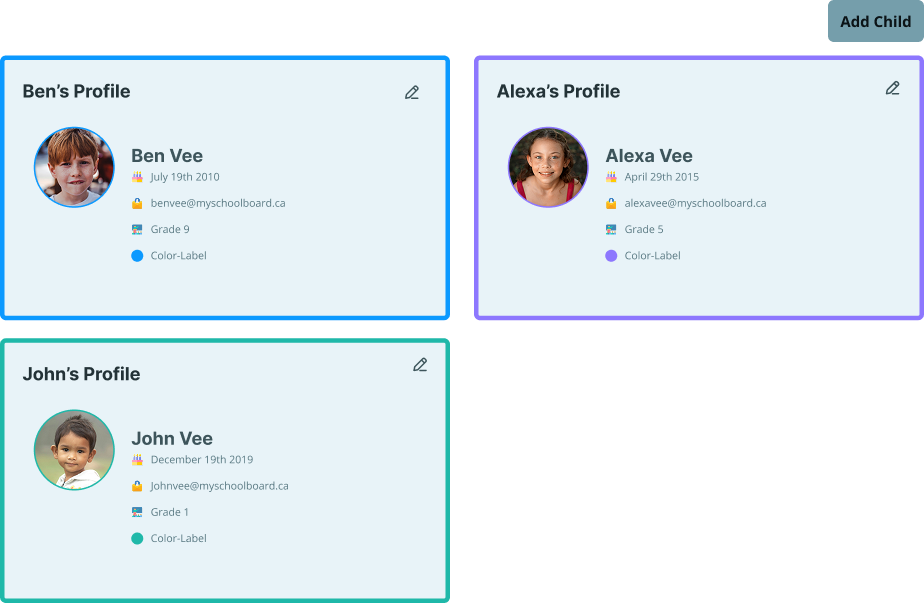 Add Child
Ben’s Profile
Ben Vee
July 19th 2010
benvee@myschoolboard.ca
Grade 9
Color-Label
Alexa’s Profile
Alexa Vee
April 29th 2015
alexavee@myschoolboard.ca
Grade 5
Color-Label
John’s Profile
John Vee
December 19th 2019
Johnvee@myschoolboard.ca
Grade 1
Color-Label